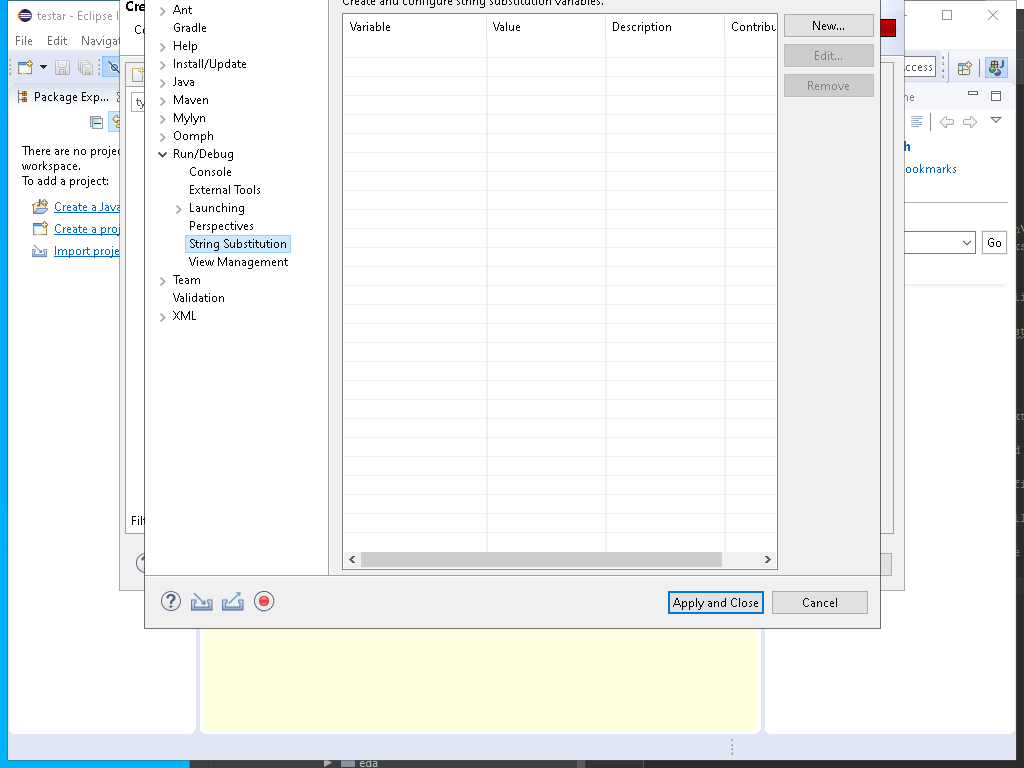 testar - Eclipse I
File Edit Navigat
Package Exp...
There are no projec
workspace.
To add a project:
Create a Java
Create a proj
Import proje
Cre
Filt
Ant
Gradle
Help
Install/Update
Java
Maven
Mylyn
Oomph
Run/Debug
Console
External Tools
Launching
Perspectives
String Substitution
View Management
Team
Validation
XML
Create and configure string substitution variables.
Variable Value Description Contribu
New...
Edit...
Remove
Apply and Close
Cancel
ccess
ne
h
ookmarks
Go
eda